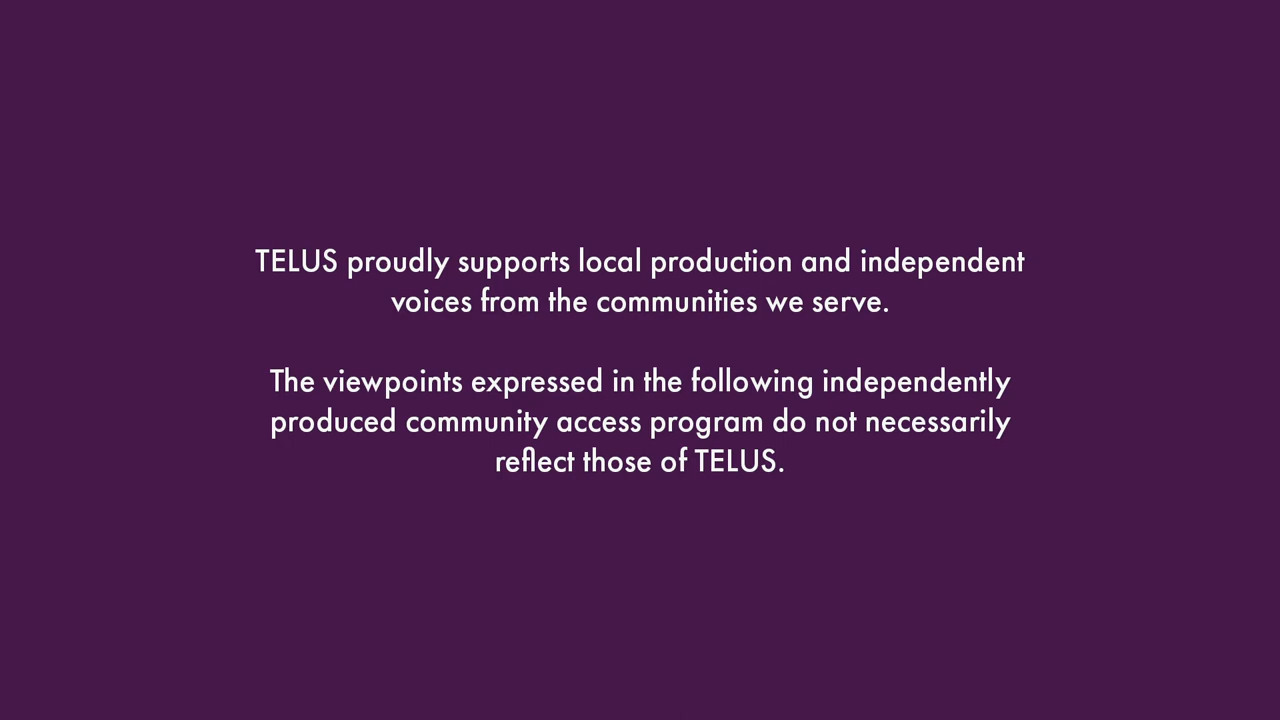 TELUS proudly supports local production and independent
voices from the communities we serve.
The viewpoints expressed in the following independently
produced community access program do not necessarily
reflect those of TELUS.